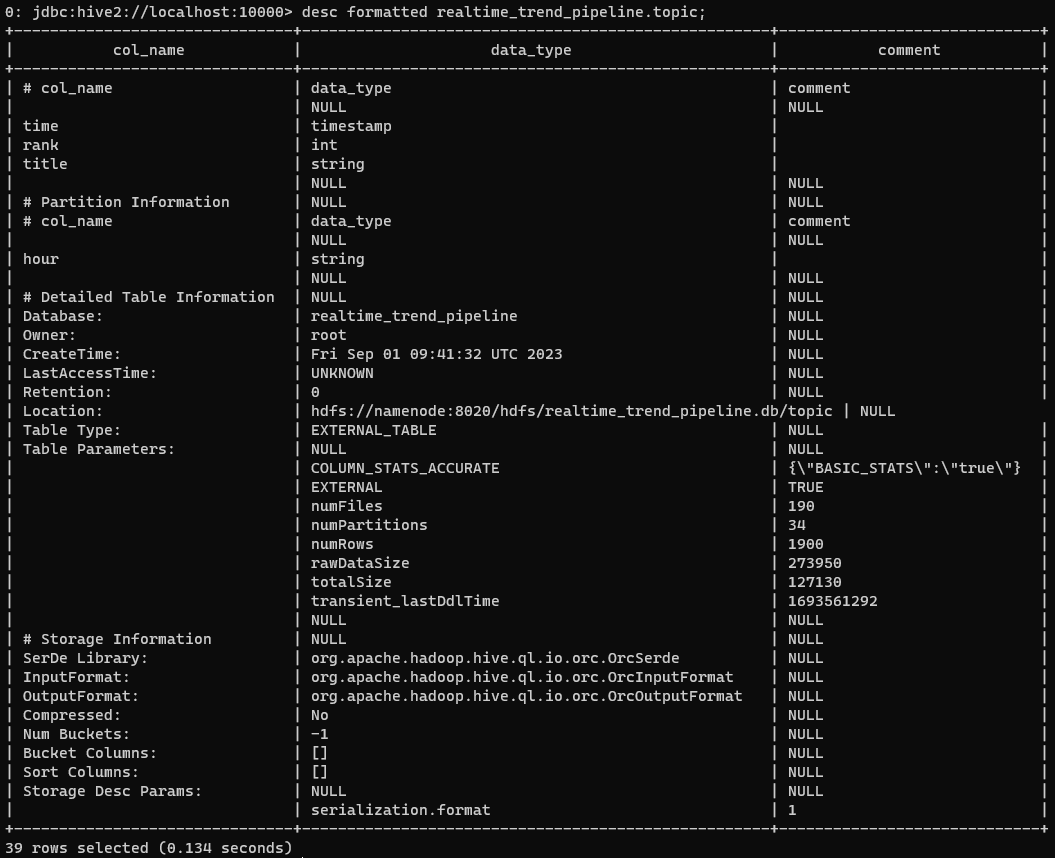 0: jdbc:hive2://localhost:10000> desc formatted realtime_trend_pipeline.topic;
+-------------------------------+----------------------------------------------------+-----------------------------+
| col_name | data_type | comment |
+-------------------------------+----------------------------------------------------+-----------------------------+
| # col_name | data_type | comment |
| | NULL | NULL |
| time | timestamp | |
| rank | int | |
| title | string | |
| | NULL | NULL |
| # Partition Information | NULL | NULL |
| # col_name | data_type | comment |
| | NULL | NULL |
| hour | string | |
| | NULL | NULL |
| # Detailed Table Information | NULL | NULL |
| Database: | realtime_trend_pipeline | NULL |
| Owner: | root | NULL |
| CreateTime: | Fri Sep 01 09:41:32 UTC 2023 | NULL |
| LastAccessTime: | UNKNOWN | NULL |
| Retention: | 0 | NULL |
| Location: | hdfs://namenode:8020/hdfs/realtime_trend_pipeline.db/topic | NULL
| Table Type: | EXTERNAL_TABLE | NULL |
| Table Parameters: | NULL | NULL |
| | COLUMN_STATS_ACCURATE | {\"BASIC_STATS\":\"true\"} |
| | EXTERNAL | TRUE |
| | numFiles | 190 |
| | numPartitions | 34 |
| | numRows | 1900 |
| | rawDataSize | 273950 |
| | totalSize | 127130 |
| | transient_lastDdlTime | 1693561292 |
| | NULL | NULL |
| # Storage Information | NULL | NULL |
| SerDe Library: | org.apache.hadoop.hive.ql.io.orc.OrcSerde | NULL |
| InputFormat: | org.apache.hadoop.hive.ql.io.orc.OrcInputFormat | NULL |
| OutputFormat: | org.apache.hadoop.hive.ql.io.orc.OrcOutputFormat | NULL |
| Compressed: | No | NULL |
| Num Buckets: | -1 | NULL |
| Bucket Columns: | [] | NULL |
| Sort Columns: | [] | NULL |
| Storage Desc Params: | NULL | NULL |
| | serialization.format | 1 |
+-------------------------------+----------------------------------------------------+-----------------------------+
39 rows selected (0.134 seconds)